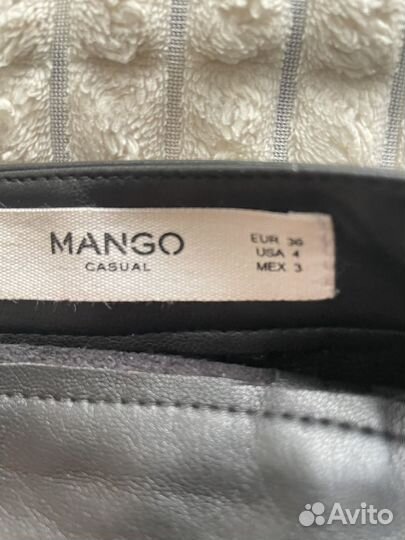 MANGO
CASUAL
EUR 36
USA 4
MEX 3
Avito